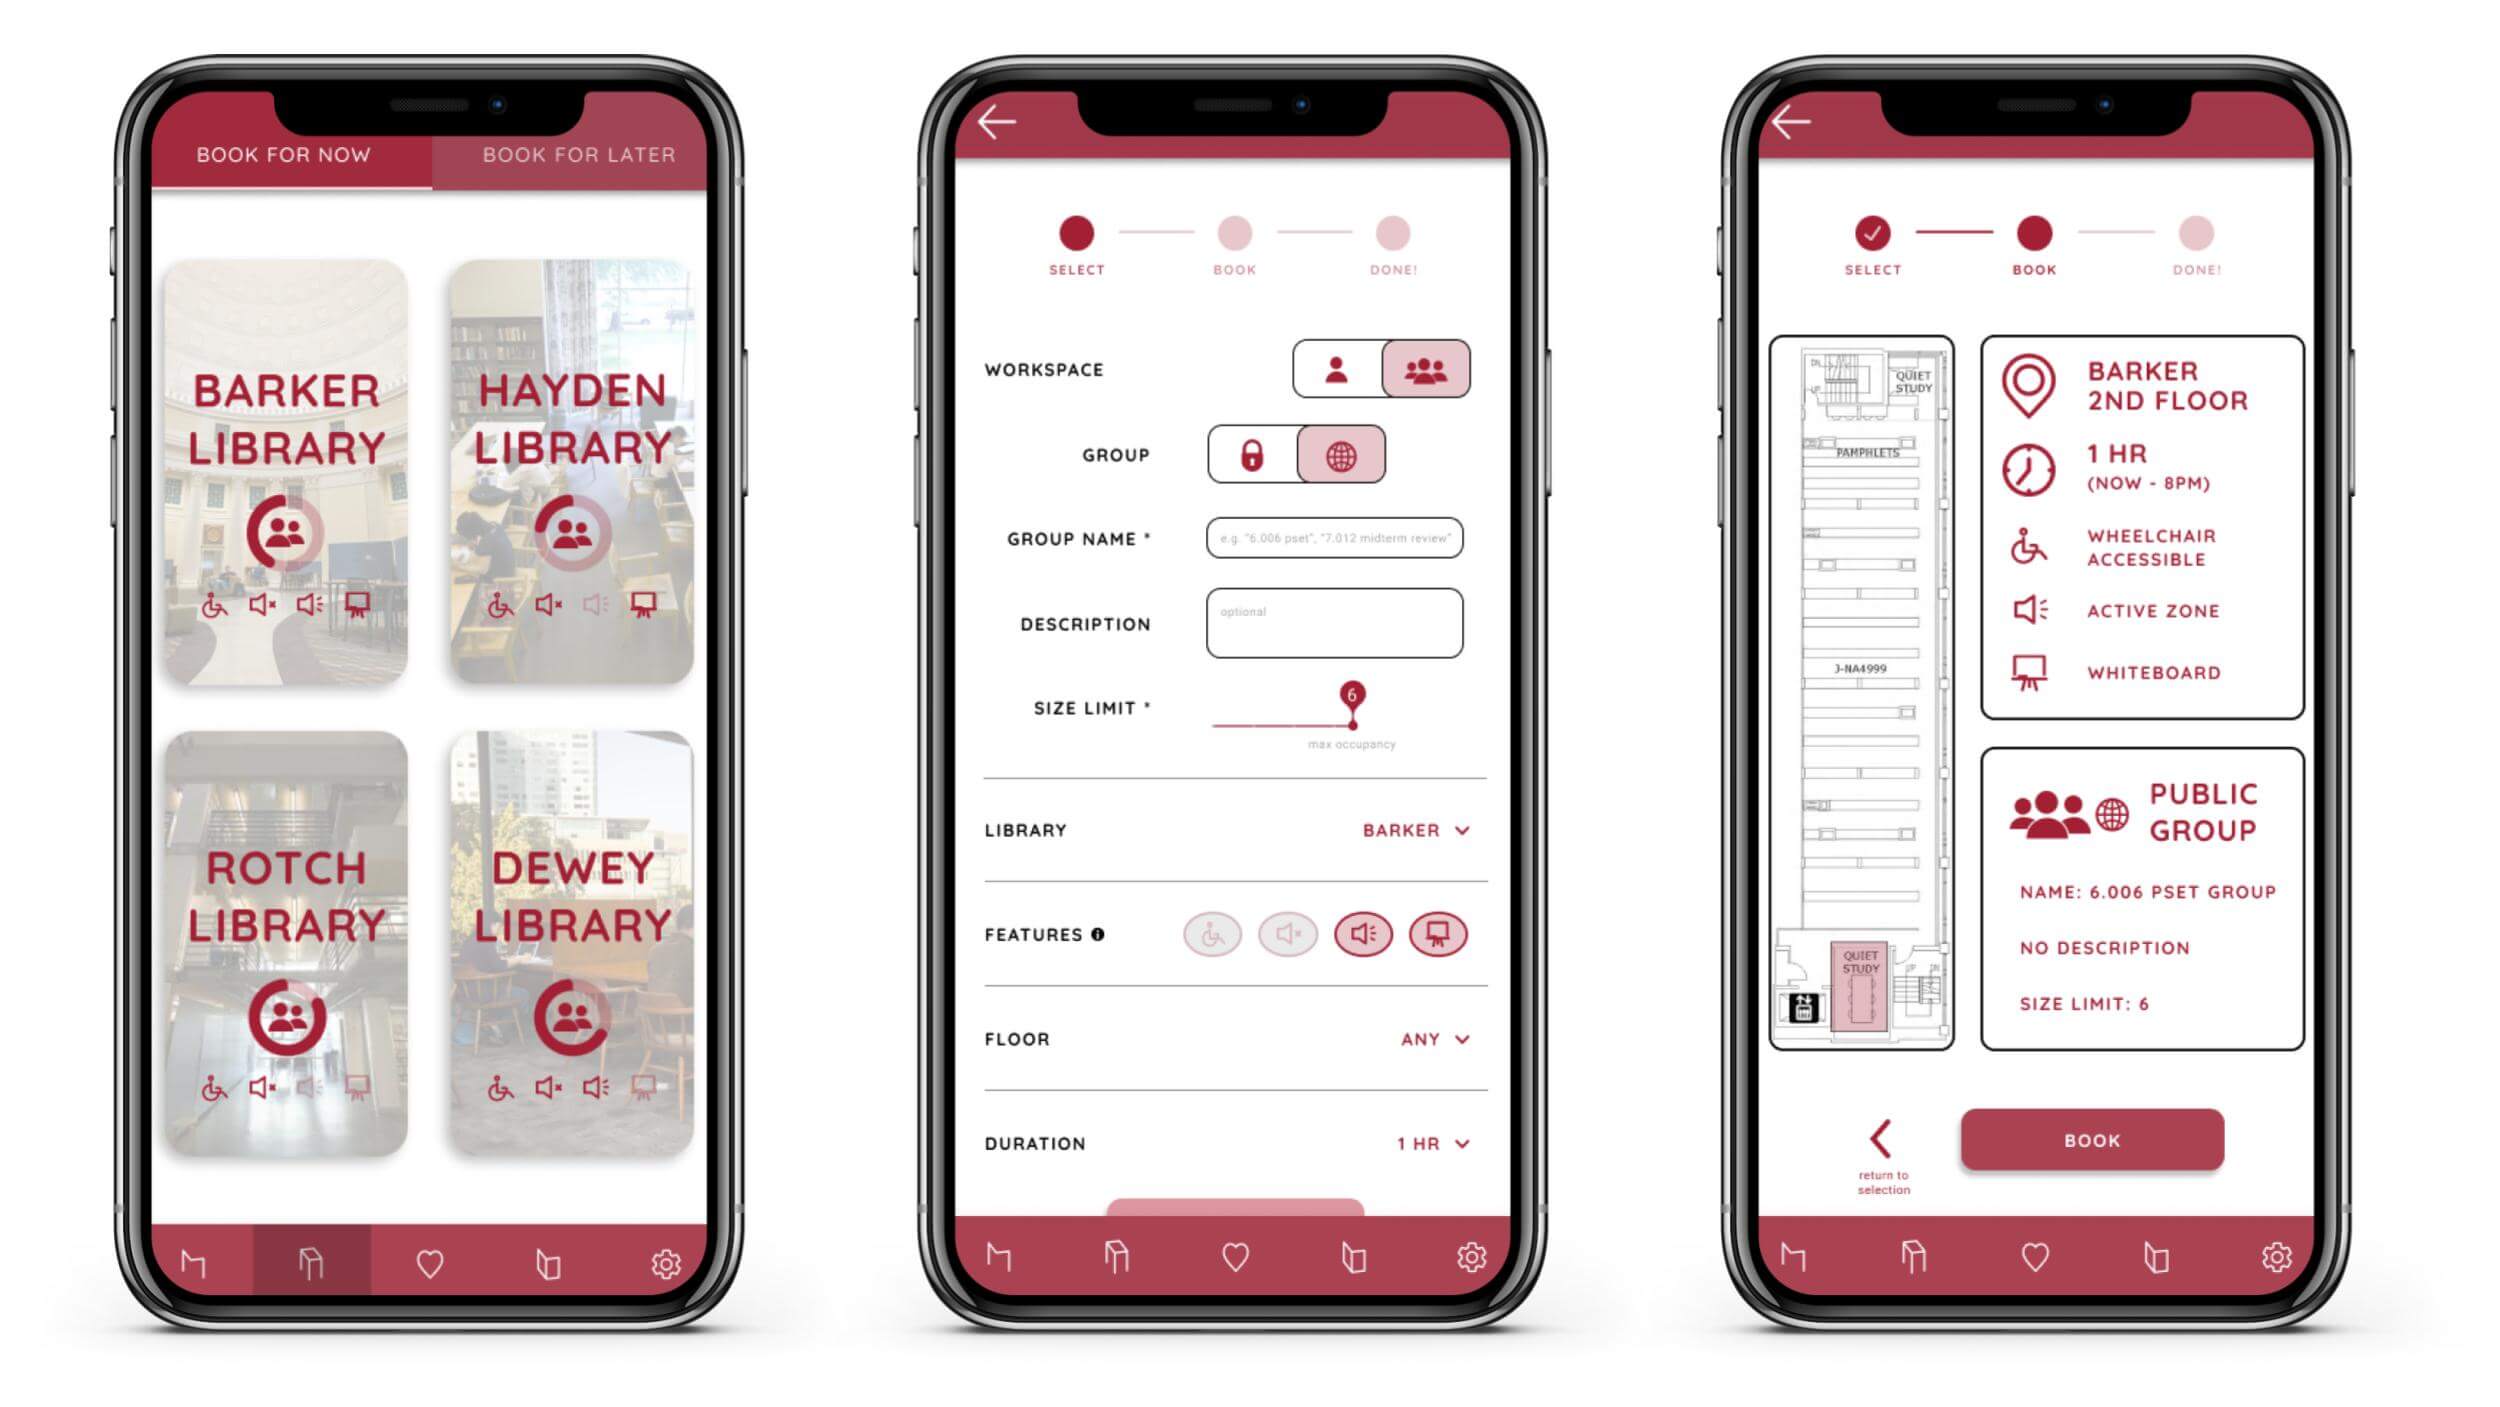 BOOK FOR NOW
BOOK FOR LATER
BARKER
LIBRARY
HAYDEN
LIBRARY
ROTCH
LIBRARY
DEWEY
LIBRARY
SELECT
BOOK
DONE!
WORKSPACE
GROUP
GROUP NAME *
e.g. "6.006 pset", "7.012 midterm review"
DESCRIPTION
optional
SIZE LIMIT *
6
max occupancy
LIBRARY
BARKER
FEATURES
FLOOR
ANY
DURATION
1 HR
SELECT
BOOK
DONE!
DN
UP
QUIET
STUDY
PAMPHLETS
J-NA4999
QUIET
STUDY
UP
DN
BARKER
2ND FLOOR
1 HR
(NOW - 8PM)
WHEELCHAIR
ACCESSIBLE
ACTIVE ZONE
WHITEBOARD
PUBLIC
GROUP
NAME: 6.006 PSET GROUP
NO DESCRIPTION
SIZE LIMIT: 6
return to
selection
BOOK